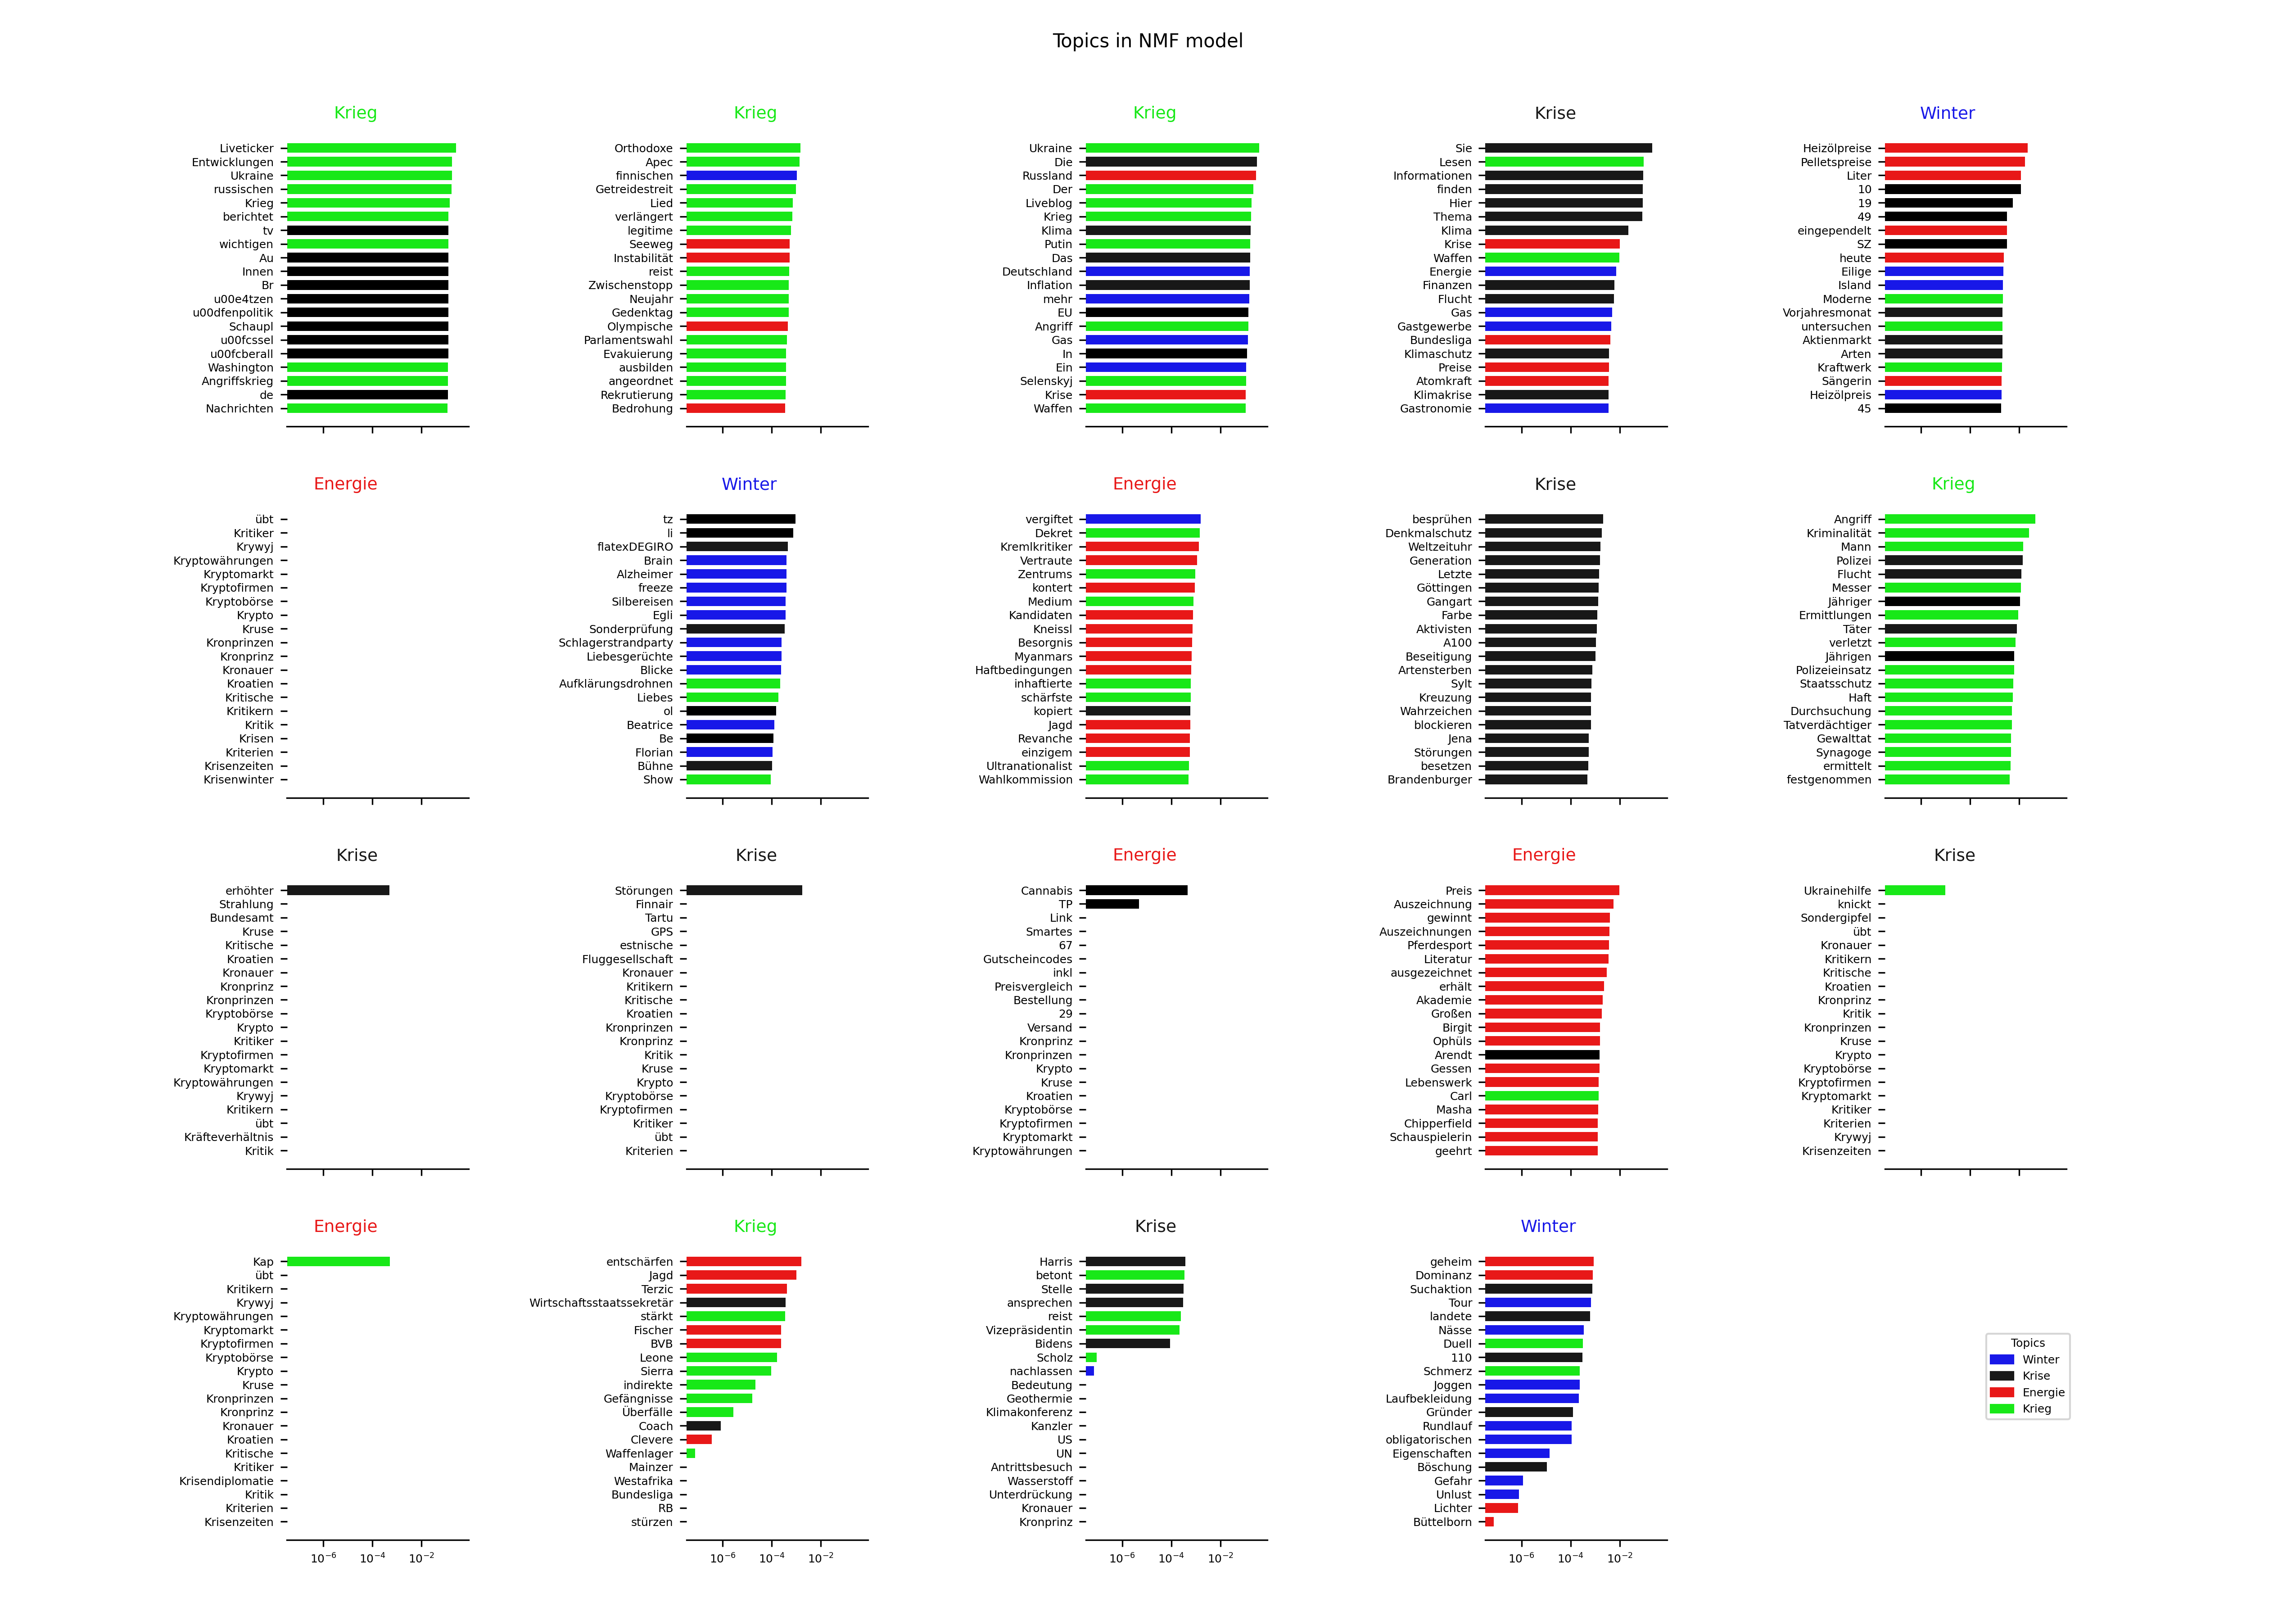 Topics in NMF model
Krieg
Liveticker
Entwicklungen
Ukraine
russischen
Krieg
berichtet
tv
wichtigen
Au
Innen
Br
u00e4tzen
u00dfenpolitik
Schaupl
u00fcssel
u00fcberall
Washington
Angriffskrieg
de
Nachrichten
Krieg
Orthodoxe
Apec
finnischen
Getreidestreit
Lied
verlängert
legitime
Seeweg
Instabilität
reist
Zwischenstopp
Neujahr
Gedenktag
Olympische
Parlamentswahl
Evakuierung
ausbilden
angeordnet
Rekrutierung
Bedrohung
Krieg
Ukraine
Die
Russland
Der
Liveblog
Krieg
Klima
Putin
Das
Deutschland
Inflation
mehr
EU
Angriff
Gas
In
Ein
Selenskyj
Krise
Waffen
Krise
Sie
Lesen
Informationen
finden
Hier
Thema
Klima
Krise
Waffen
Energie
Finanzen
Flucht
Gas
Gastgewerbe
Bundesliga
Klimaschutz
Preise
Atomkraft
Klimakrise
Gastronomie
Winter
Heizölpreise
Pelletspreise
Liter
10
19
49
eingependelt
SZ
heute
Eilige
Island
Moderne
Vorjahresmonat
untersuchen
Aktienmarkt
Arten
Kraftwerk
Sängerin
Heizölpreis
45
Energie
übt
Kritiker
Krywyj
Kryptowährungen
Kryptomarkt
Kryptofirmen
Kryptobörse
Krypto
Kruse
Kronprinzen
Kronprinz
Kronauer
Kroatien
Kritische
Kritikern
Kritik
Krisen
Kriterien
Krisenzeiten
Krisenwinter
Winter
tz
li
flatexDEGIRO
Brain
Alzheimer
freeze
Silbereisen
Egli
Sonderprüfung
Schlagerstrandparty
Liebesgerüchte
Blicke
Aufklärungsdrohnen
Liebes
ol
Beatrice
Be
Florian
Bühne
Show
Energie
vergiftet
Dekret
Kremlkritiker
Vertraute
Zentrums
kontert
Medium
Kandidaten
Kneissl
Besorgnis
Myanmars
Haftbedingungen
inhaftierte
schärfste
kopiert
Jagd
Revanche
einzigem
Ultranationalist
Wahlkommission
Krise
besprühen
Denkmalschutz
Weltzeituhr
Generation
Letzte
Göttingen
Gangart
Farbe
Aktivisten
A100
Beseitigung
Artensterben
Sylt
Kreuzung
Wahrzeichen
blockieren
Jena
Störungen
besetzen
Brandenburger
Krieg
Angriff
Kriminalität
Mann
Polizei
Flucht
Messer
Jähriger
Ermittlungen
Täter
verletzt
Jährigen
Polizeieinsatz
Staatsschutz
Haft
Durchsuchung
Tatverdächtiger
Gewalttat
Synagoge
ermittelt
festgenommen
Krise
erhöhter
Strahlung
Bundesamt
Kruse
Kritische
Kroatien
Kronauer
Kronprinz
Kronprinzen
Kryptobörse
Krypto
Kritiker
Kryptofirmen
Kryptomarkt
Kryptowährungen
Krywyj
Kritikern
übt
Kräfteverhältnis
Kritik
Krise
Störungen
Finnair
Tartu
GPS
estnische
Fluggesellschaft
Kronauer
Kritikern
Kritische
Kroatien
Kronprinzen
Kronprinz
Kritik
Kruse
Krypto
Kryptobörse
Kryptofirmen
Kritiker
übt
Kriterien
Energie
Cannabis
TP
Link
Smartes
67
Gutscheincodes
inkl
Preisvergleich
Bestellung
29
Versand
Kronprinz
Kronprinzen
Krypto
Kruse
Kroatien
Kryptobörse
Kryptofirmen
Kryptomarkt
Kryptowährungen
Energie
Preis
Auszeichnung
gewinnt
Auszeichnungen
Pferdesport
Literatur
ausgezeichnet
erhält
Akademie
Großen
Birgit
Ophüls
Arendt
Gessen
Lebenswerk
Carl
Masha
Chipperfield
Schauspielerin
geehrt
Krise
Ukrainehilfe
knickt
Sondergipfel
übt
Kronauer
Kritikern
Kritische
Kroatien
Kronprinz
Kritik
Kronprinzen
Kruse
Krypto
Kryptobörse
Kryptofirmen
Kryptomarkt
Kritiker
Kriterien
Krywyj
Krisenzeiten
Energie
Kap
übt
Kritikern
Krywyj
Kryptowährungen
Kryptomarkt
Kryptofirmen
Kryptobörse
Krypto
Kruse
Kronprinzen
Kronprinz
Kronauer
Kroatien
Kritische
Kritiker
Krisendiplomatie
Kritik
Kriterien
Krisenzeiten
10⁻⁶ 10⁻⁴ 10⁻²
Krieg
entschärfen
Jagd
Terzic
Wirtschaftsstaatssekretär
stärkt
Fischer
BVB
Leone
Sierra
indirekte
Gefängnisse
Überfälle
Coach
Clevere
Waffenlager
Mainzer
Westafrika
Bundesliga
RB
stürzen
10⁻⁶ 10⁻⁴ 10⁻²
Krise
Harris
betont
Stelle
ansprechen
reist
Vizepräsidentin
Bidens
Scholz
nachlassen
Bedeutung
Geothermie
Klimakonferenz
Kanzler
US
UN
Antrittsbesuch
Wasserstoff
Unterdrückung
Kronauer
Kronprinz
10⁻⁶ 10⁻⁴ 10⁻²
Winter
geheim
Dominanz
Suchaktion
Tour
landete
Nässe
Duell
110
Schmerz
Joggen
Laufbekleidung
Gründer
Rundlauf
obligatorischen
Eigenschaften
Böschung
Gefahr
Unlust
Lichter
Büttelborn
10⁻⁶ 10⁻⁴ 10⁻²
Topics
Winter
Krise
Energie
Krieg